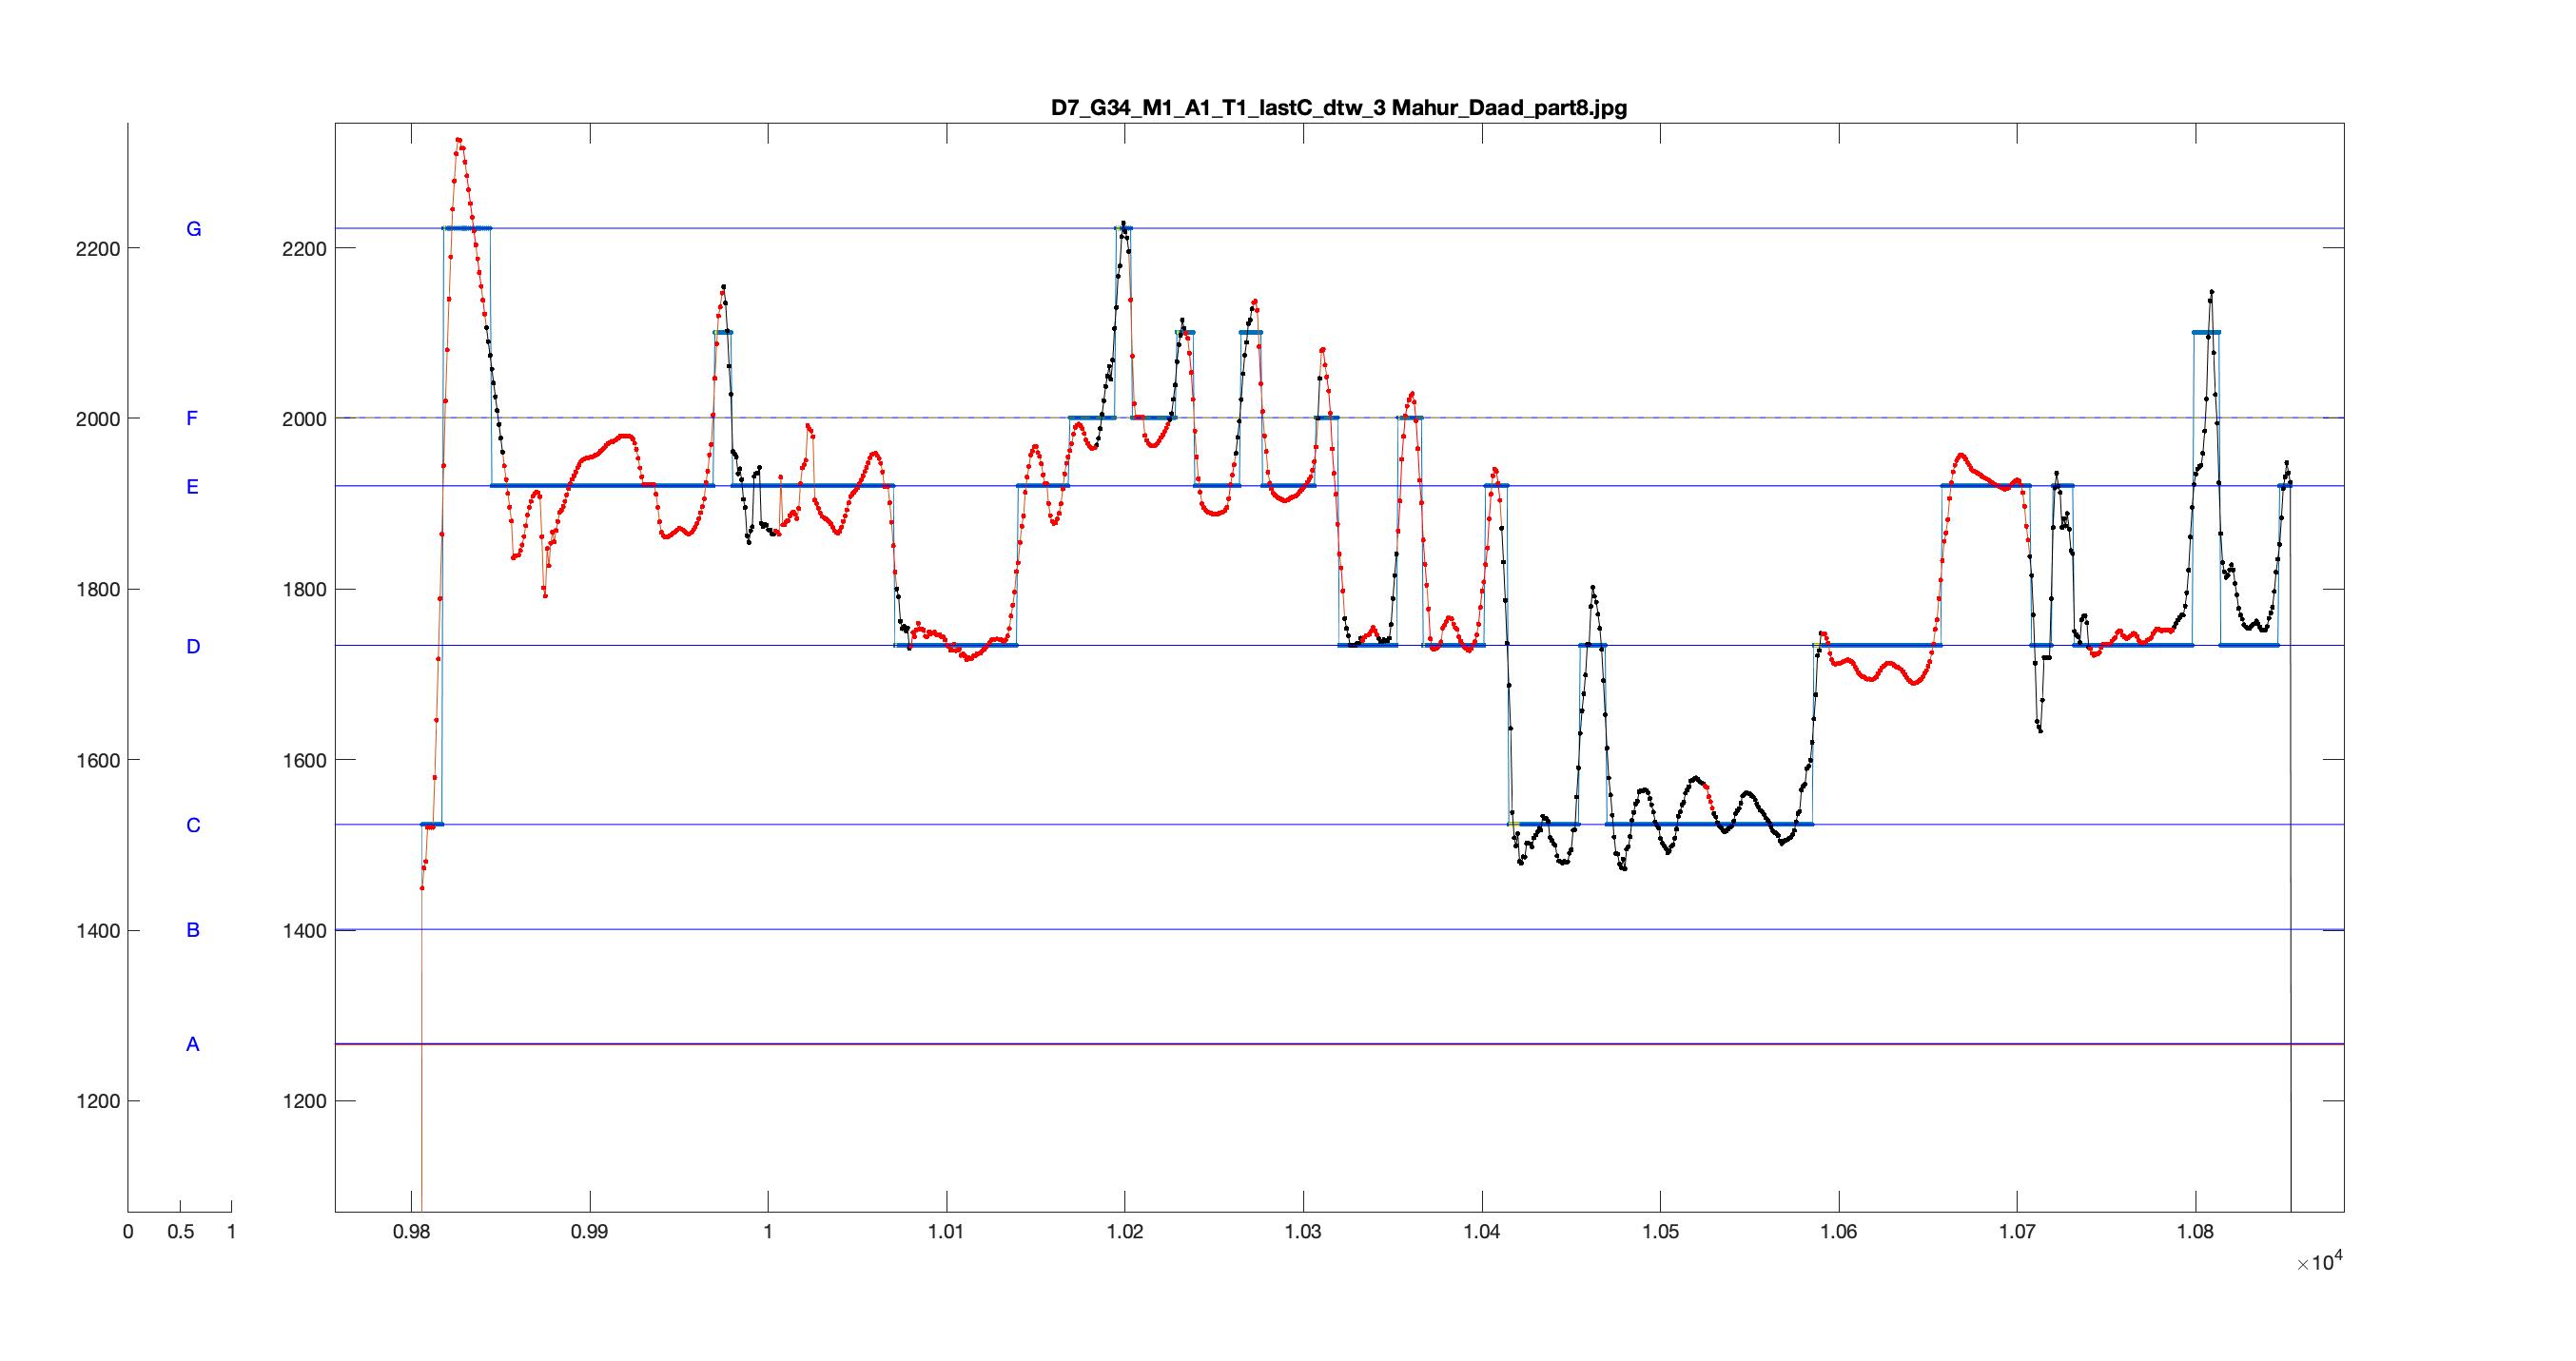 D7_G34_M1_A1_T1_lastC_dtw_3 Mahur_Daad_part8.jpg
2200 G 2200
2000 F 2000
E
1800 1800
D
1600 1600
C
1400 B 1400
A
1200 1200
0 0.5 1 0.98 0.99 1 1.01 1.02 1.03 1.04 1.05 1.06 1.07 1.08
×10⁴